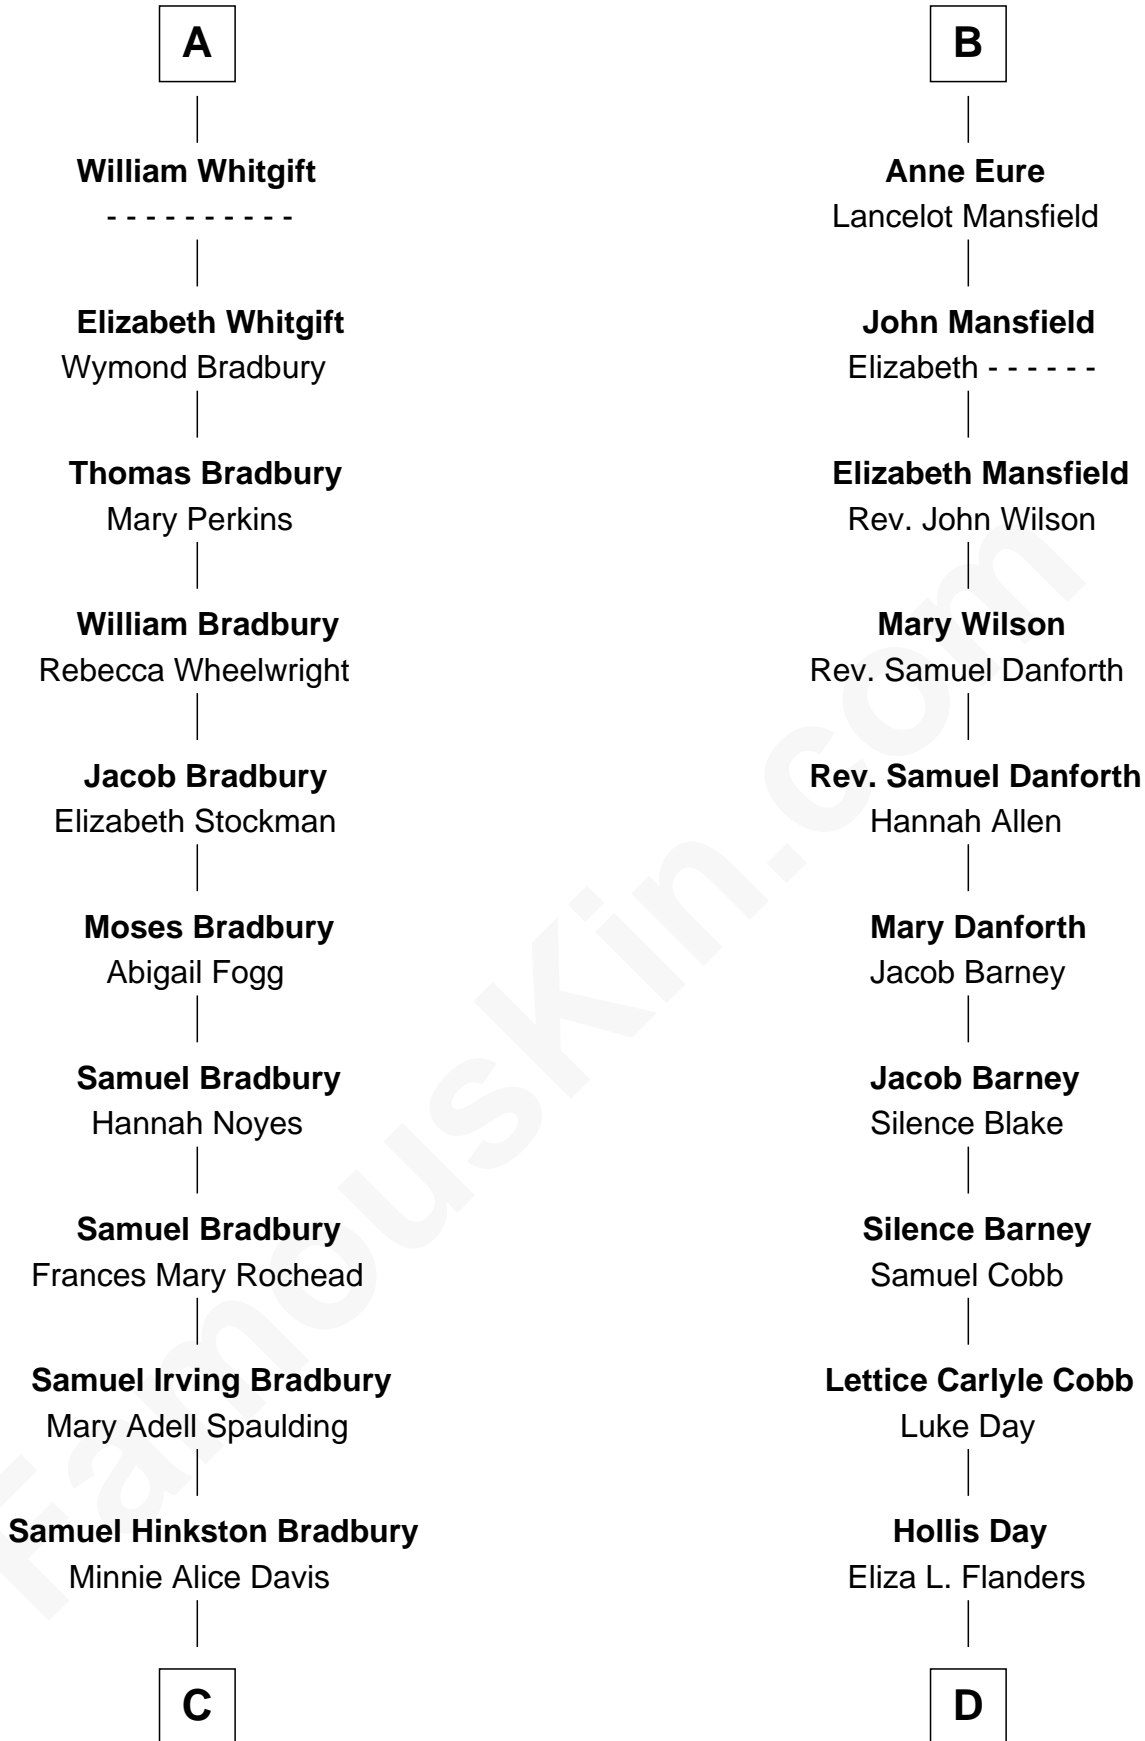 A
William Whitgift
- - - - - - - - - -
Elizabeth Whitgift
Wymond Bradbury
Thomas Bradbury
Mary Perkins
William Bradbury
Rebecca Wheelwright
Jacob Bradbury
Elizabeth Stockman
Moses Bradbury
Abigail Fogg
Samuel Bradbury
Hannah Noyes
Samuel Bradbury
Frances Mary Rochead
Samuel Irving Bradbury
Mary Adell Spaulding
Samuel Hinkston Bradbury
Minnie Alice Davis
C
B
Anne Eure
Lancelot Mansfield
John Mansfield
Elizabeth - - - - - -
Elizabeth Mansfield
Rev. John Wilson
Mary Wilson
Rev. Samuel Danforth
Rev. Samuel Danforth
Hannah Allen
Mary Danforth
Jacob Barney
Jacob Barney
Silence Blake
Silence Barney
Samuel Cobb
Lettice Carlyle Cobb
Luke Day
Hollis Day
Eliza L. Flanders
D
FamousKin.com